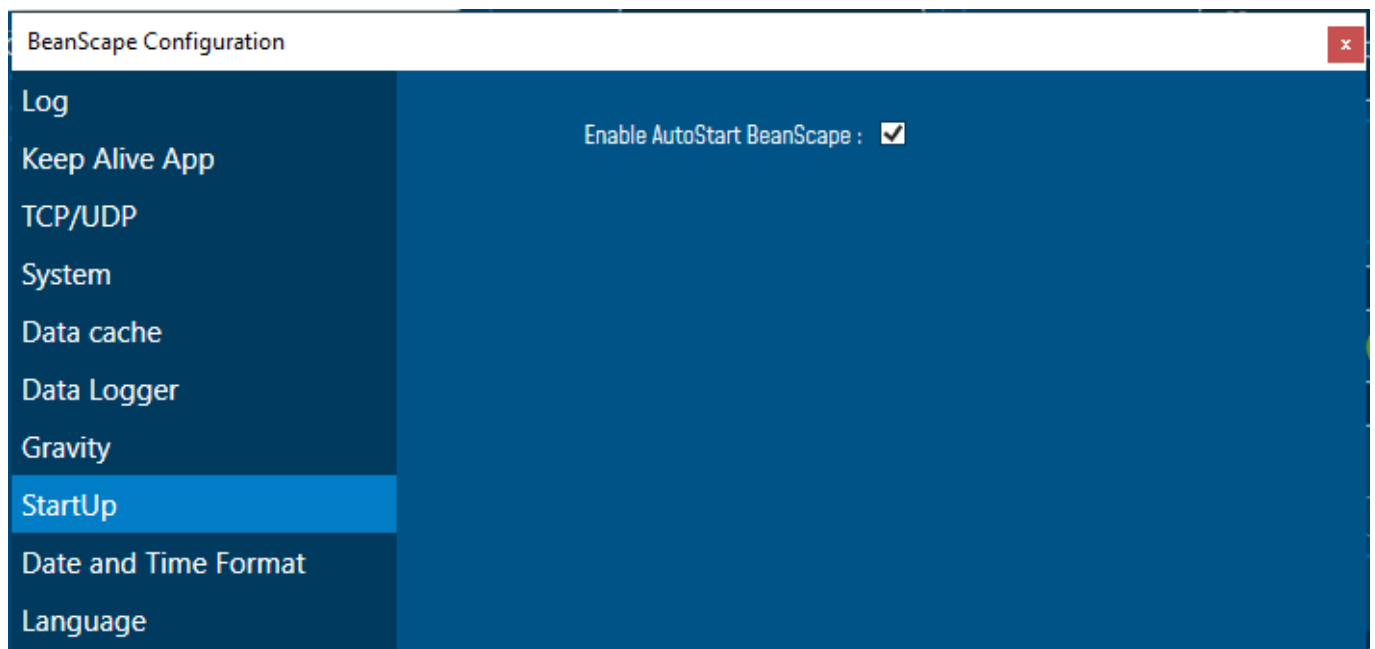 BeanScape Configuration
x
Log
Keep Alive App
TCP/UDP
System
Data cache
Data Logger
Gravity
StartUp
Date and Time Format
Language
Enable AutoStart BeanScape :